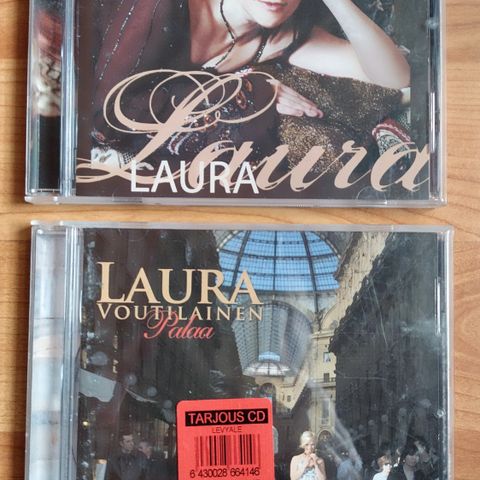 Laura
LAURA
LAURA
VOUTILAINEN
Palaa
TARJOUS CD
LEVYALE
6 430028 664146